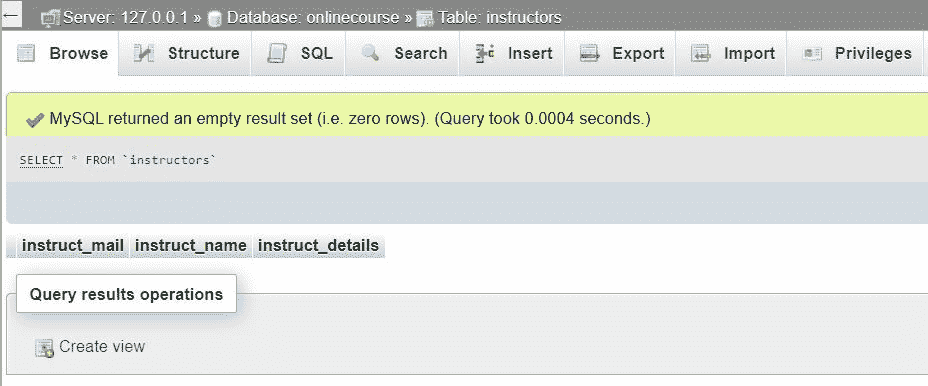 ← Server: 127.0.0.1 » Database: onlinecourse » Table: instructors
Browse Structure SQL Search Insert Export Import Privileges
MySQL returned an empty result set (i.e. zero rows). (Query took 0.0004 seconds.)
SELECT * FROM `instructors`
instruct_mail instruct_name instruct_details
Query results operations
Create view